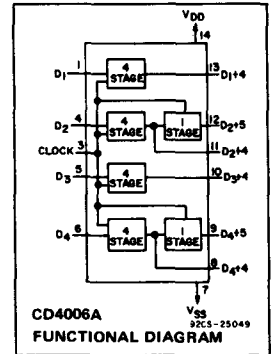 VDD
14
D1 1 4 STAGE 13 D1+4
D2 4 4 STAGE 1 STAGE 12 D2+5
CLOCK 3 11 D2+4
D3 5 4 STAGE 10 D3+4
D4 6 4 STAGE 1 STAGE 9 D4+5
8 D4+4
7
VSS
92CS-25049
CD4006A
FUNCTIONAL DIAGRAM